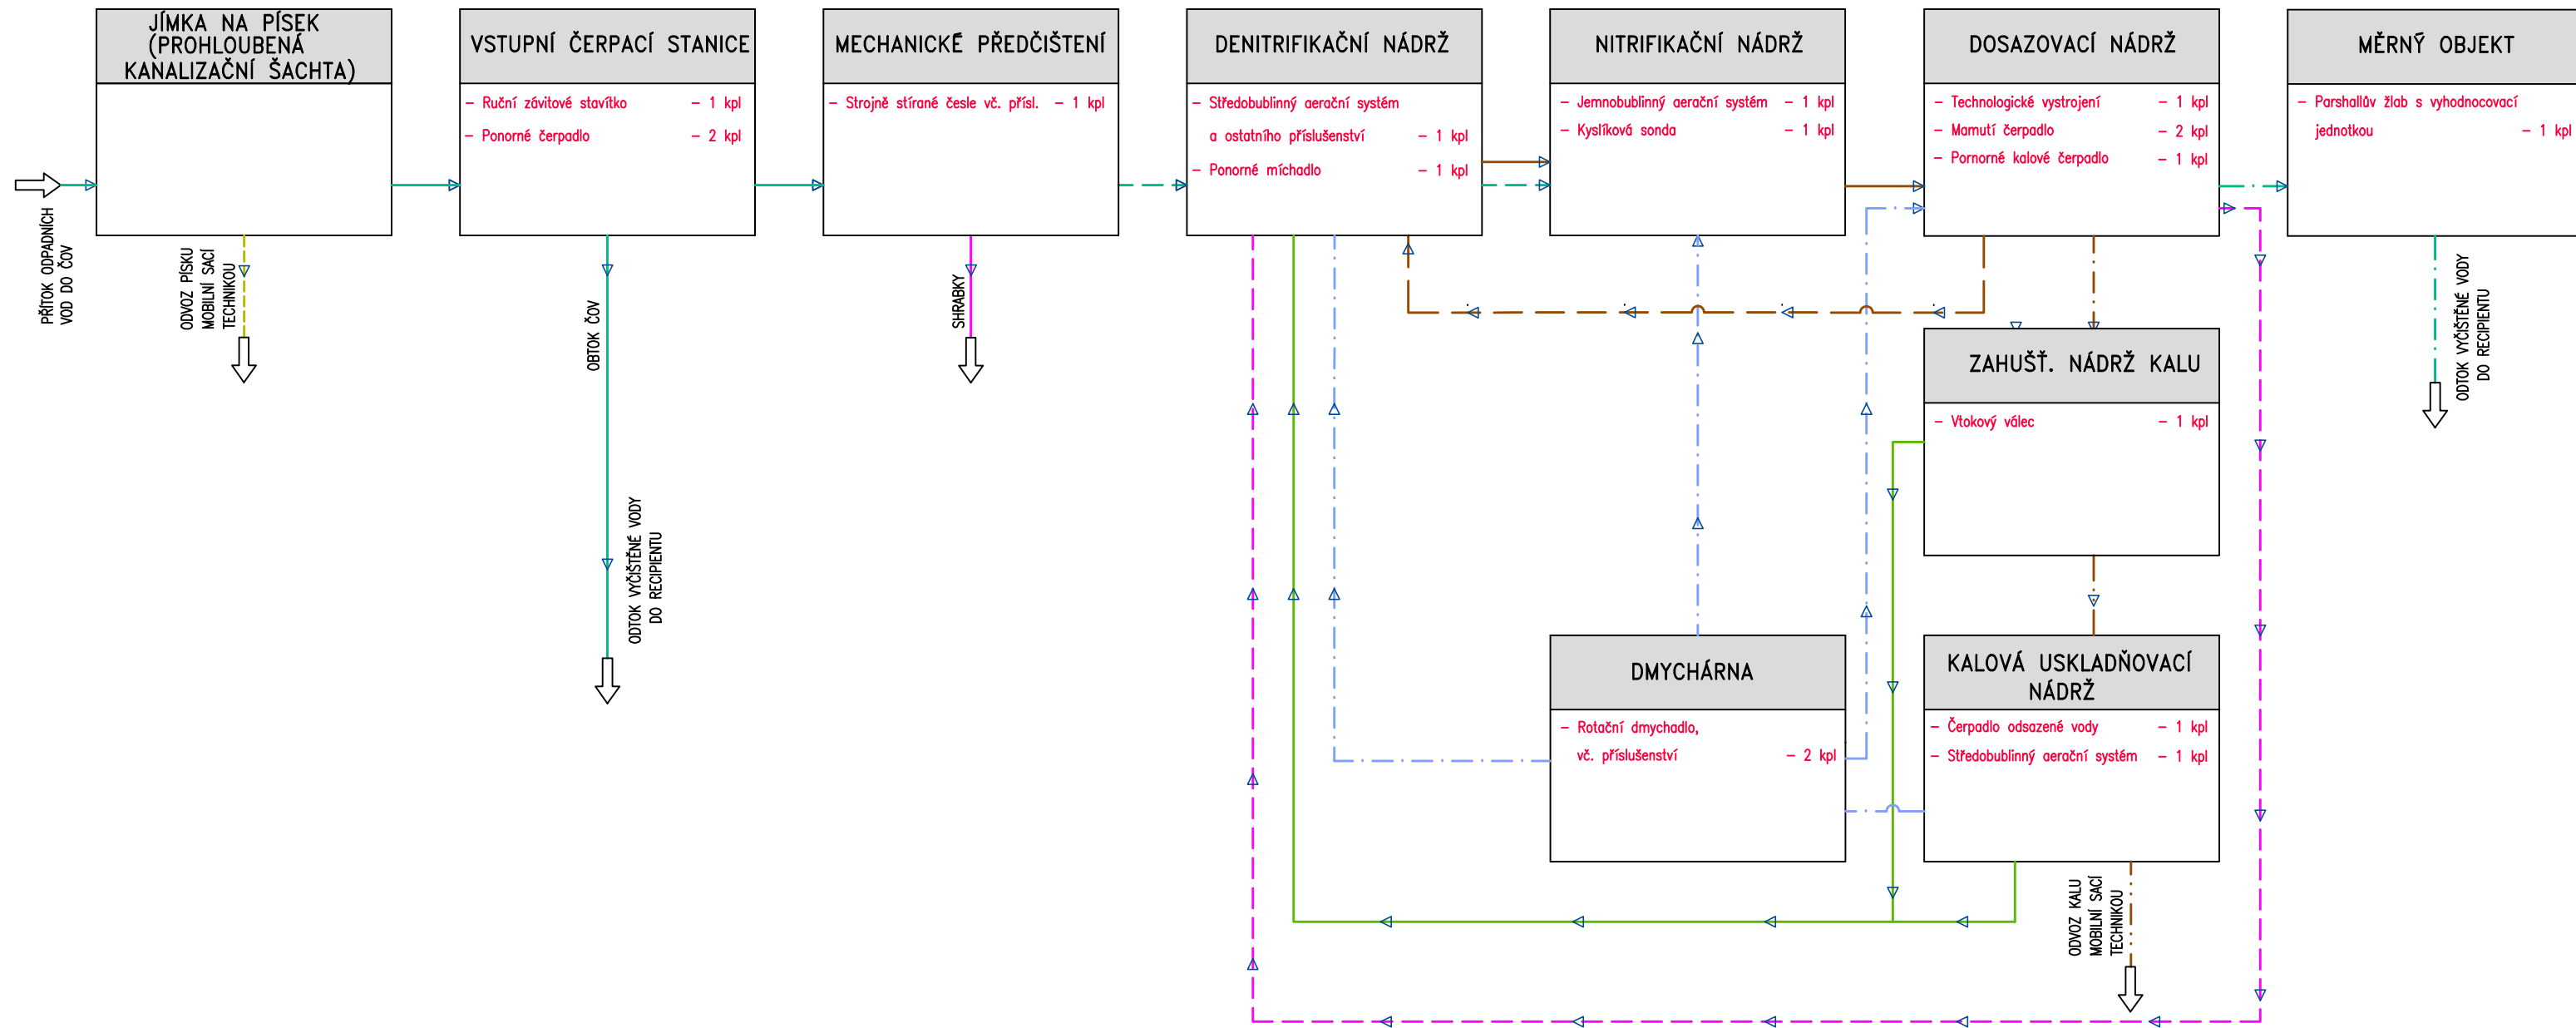 JÍMKA NA PÍSEK
(PROHLOUBENÁ
KANALIZAČNÍ ŠACHTA)
VSTUPNÍ ČERPACÍ STANICE
– Ruční závitové stavítko – 1 kpl
– Ponorné čerpadlo – 2 kpl
MECHANICKÉ PŘEDČIŠTENÍ
– Strojně stírané česle vč. přísl. – 1 kpl
DENITRIFIKAČNÍ NÁDRŽ
– Středobublinný aerační systém
a ostatního příslušenství – 1 kpl
– Ponorné míchadlo – 1 kpl
NITRIFIKAČNÍ NÁDRŽ
– Jemnobublinný aerační systém – 1 kpl
– Kyslíková sonda – 1 kpl
DOSAZOVACÍ NÁDRŽ
– Technologické vystrojení – 1 kpl
– Mamutí čerpadlo – 2 kpl
– Pornorné kalové čerpadlo – 1 kpl
MĚRNÝ OBJEKT
– Parshallův žlab s vyhodnocovací
jednotkou – 1 kpl
PŘÍTOK ODPADNÍCH
VOD DO ČOV
ODVOZ PÍSKU
MOBILNÍ SACÍ
TECHNIKOU
OBTOK ČOV
ODTOK VYČIŠTĚNÉ VODY
DO RECIPIENTU
SHRABKY
ODTOK VYČIŠTĚNÉ VODY
DO RECIPIENTU
ZAHUŠŤ. NÁDRŽ KALU
– Vtokový válec – 1 kpl
DMYCHÁRNA
– Rotační dmychadlo,
vč. příslušenství – 2 kpl
KALOVÁ USKLADŇOVACÍ
NÁDRŽ
– Čerpadlo odsazené vody – 1 kpl
– Středobublinný aerační systém – 1 kpl
ODVOZ KALU
MOBILNÍ SACÍ
TECHNIKOU